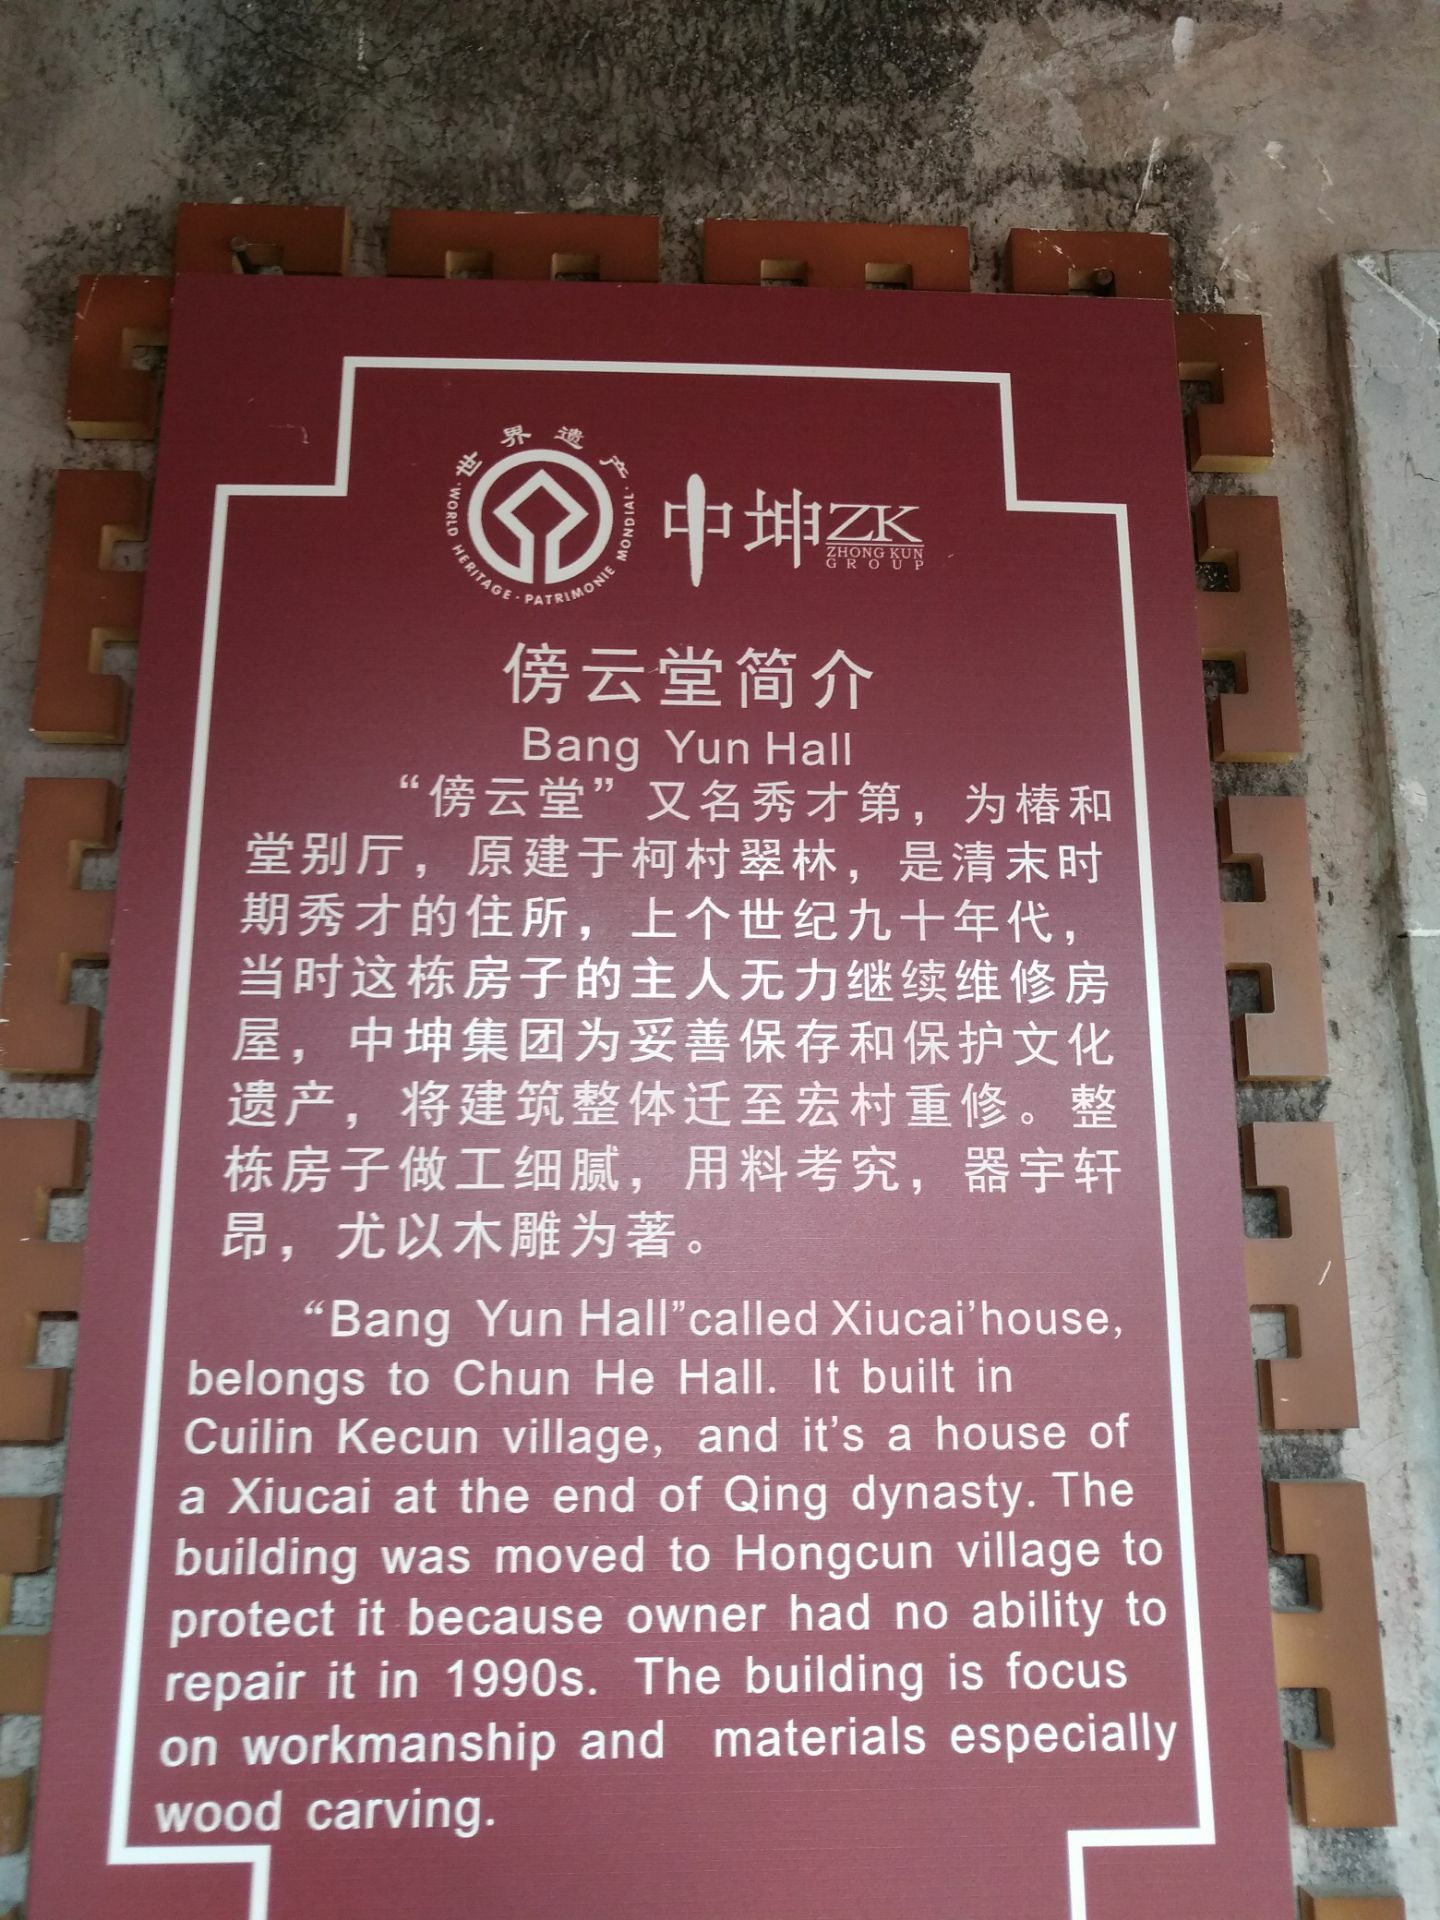 世界遗产
·WORLD HERITAGE · PATRIMONIE MONDIAL·
中坤ZK
ZHONG KUN
GROUP
傍云堂简介
Bang Yun Hall
“傍云堂”又名秀才第，为椿和
堂别厅，原建于柯村翠林，是清末时
期秀才的住所，上个世纪九十年代，
当时这栋房子的主人无力继续维修房
屋，中坤集团为妥善保存和保护文化
遗产，将建筑整体迁至宏村重修。整
栋房子做工细腻，用料考究，器宇轩
昂，尤以木雕为著。
“Bang Yun Hall”called Xiucai’house,
belongs to Chun He Hall. It built in
Cuilin Kecun village, and it’s a house of
a Xiucai at the end of Qing dynasty. The
building was moved to Hongcun village to
protect it because owner had no ability to
repair it in 1990s. The building is focus
on workmanship and materials especially
wood carving.